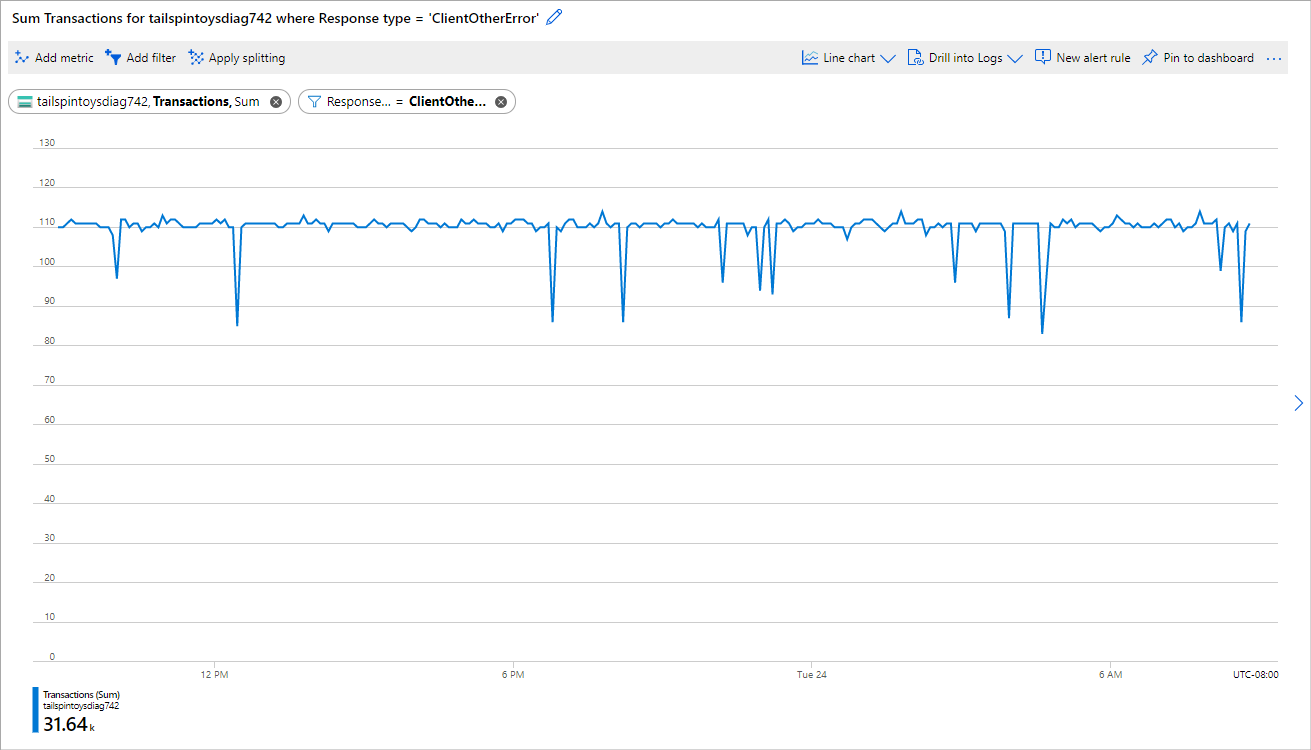 Sum Transactions for tailspintoysdiag742 where Response type = 'ClientOtherError'
Add metric Add filter Apply splitting Line chart Drill into Logs New alert rule Pin to dashboard ...
tailspintoysdiag742, Transactions, Sum Response... = ClientOthe...
130
120
110
100
90
80
70
60
50
40
30
20
10
0
12 PM 6 PM Tue 24 6 AM UTC-08:00
Transactions (Sum)
tailspintoysdiag742
31.64 k